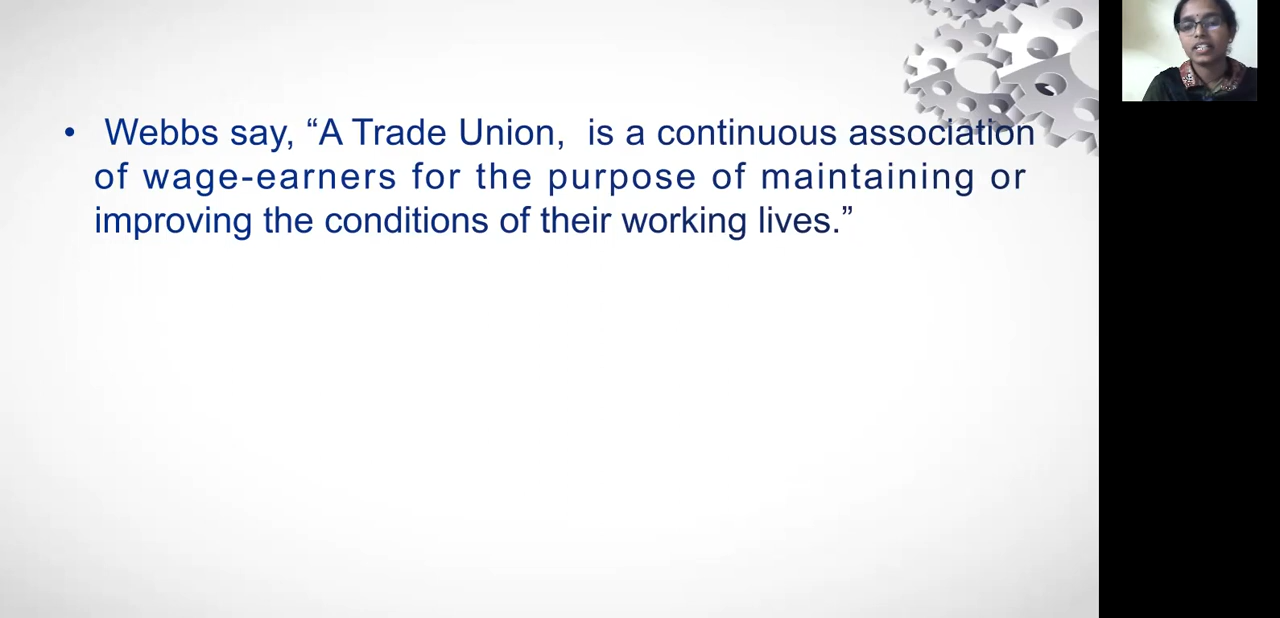 • Webbs say, “A Trade Union,  is a continuous association
of wage-earners for the purpose of maintaining or
improving the conditions of their working lives.”